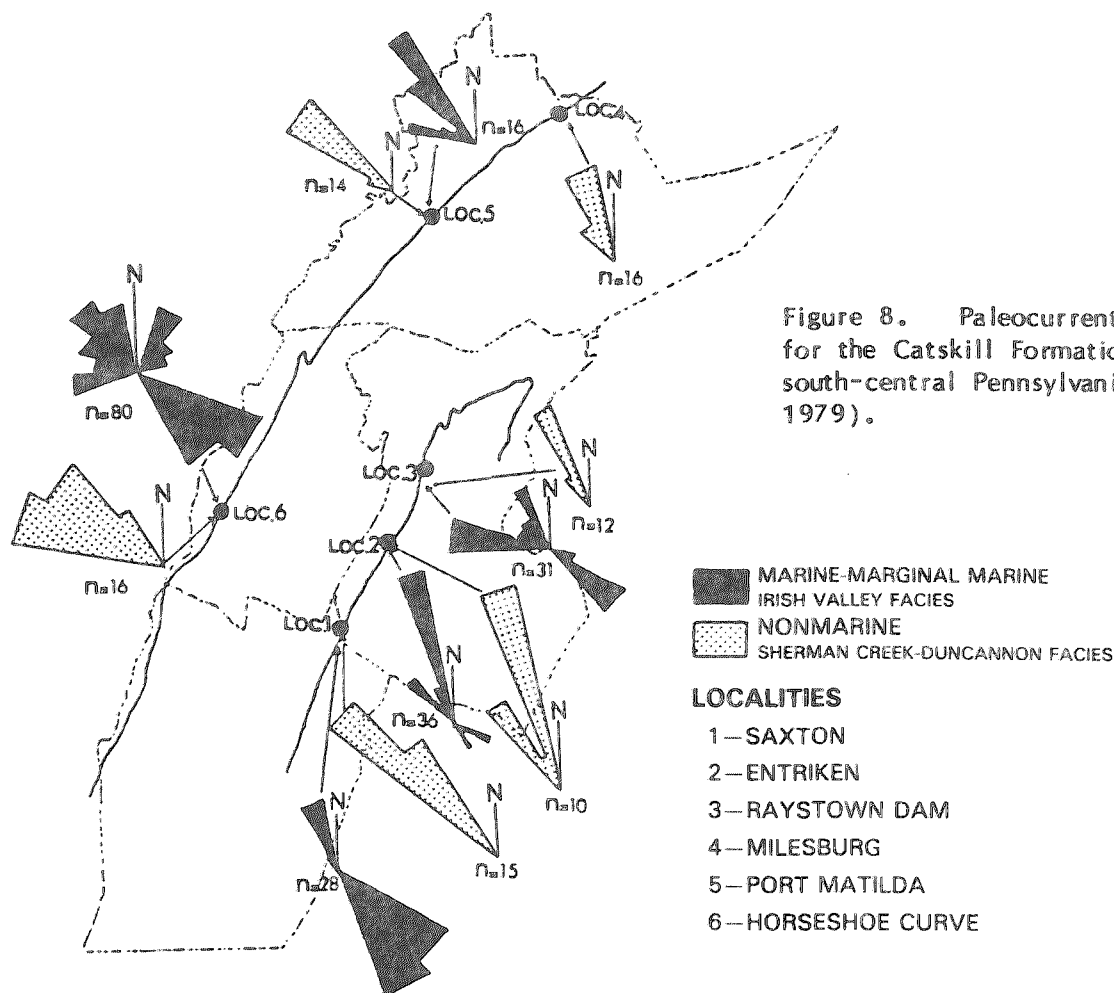 N
n=16
LOC.4
N
n=14
LOC.5
N
n=16
N
n=80
Figure 8. Paleocurrent
for the Catskill Formatio
south-central Pennsylvani
1979).
N
n=16
LOC.6
LOC.3
N
n=12
N
n=31
LOC.2
LOC.1
N
n=36
N
n=10
N
n=15
N
n=28
MARINE-MARGINAL MARINE
IRISH VALLEY FACIES
NONMARINE
SHERMAN CREEK-DUNCANNON FACIES
LOCALITIES
1—SAXTON
2—ENTRIKEN
3—RAYSTOWN DAM
4—MILESBURG
5—PORT MATILDA
6—HORSESHOE CURVE